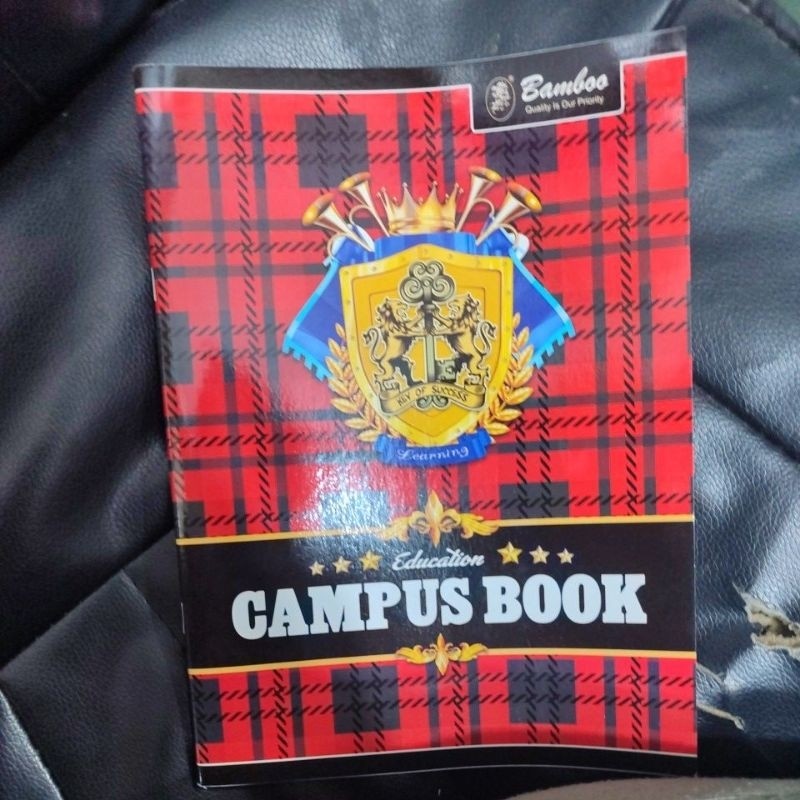 Bamboo
Quality is Our Priority
KEY OF SUCCESS
Learning
Education
CAMPUS BOOK